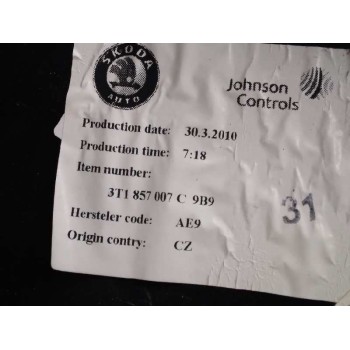 ŠKODA
AUTO
Johnson
Controls
Production date: 30.3.2010
Production time: 7:18
Item number:
3T1 857 007 C 9B9
31
Hersteler code: AE9
Origin contry: CZ